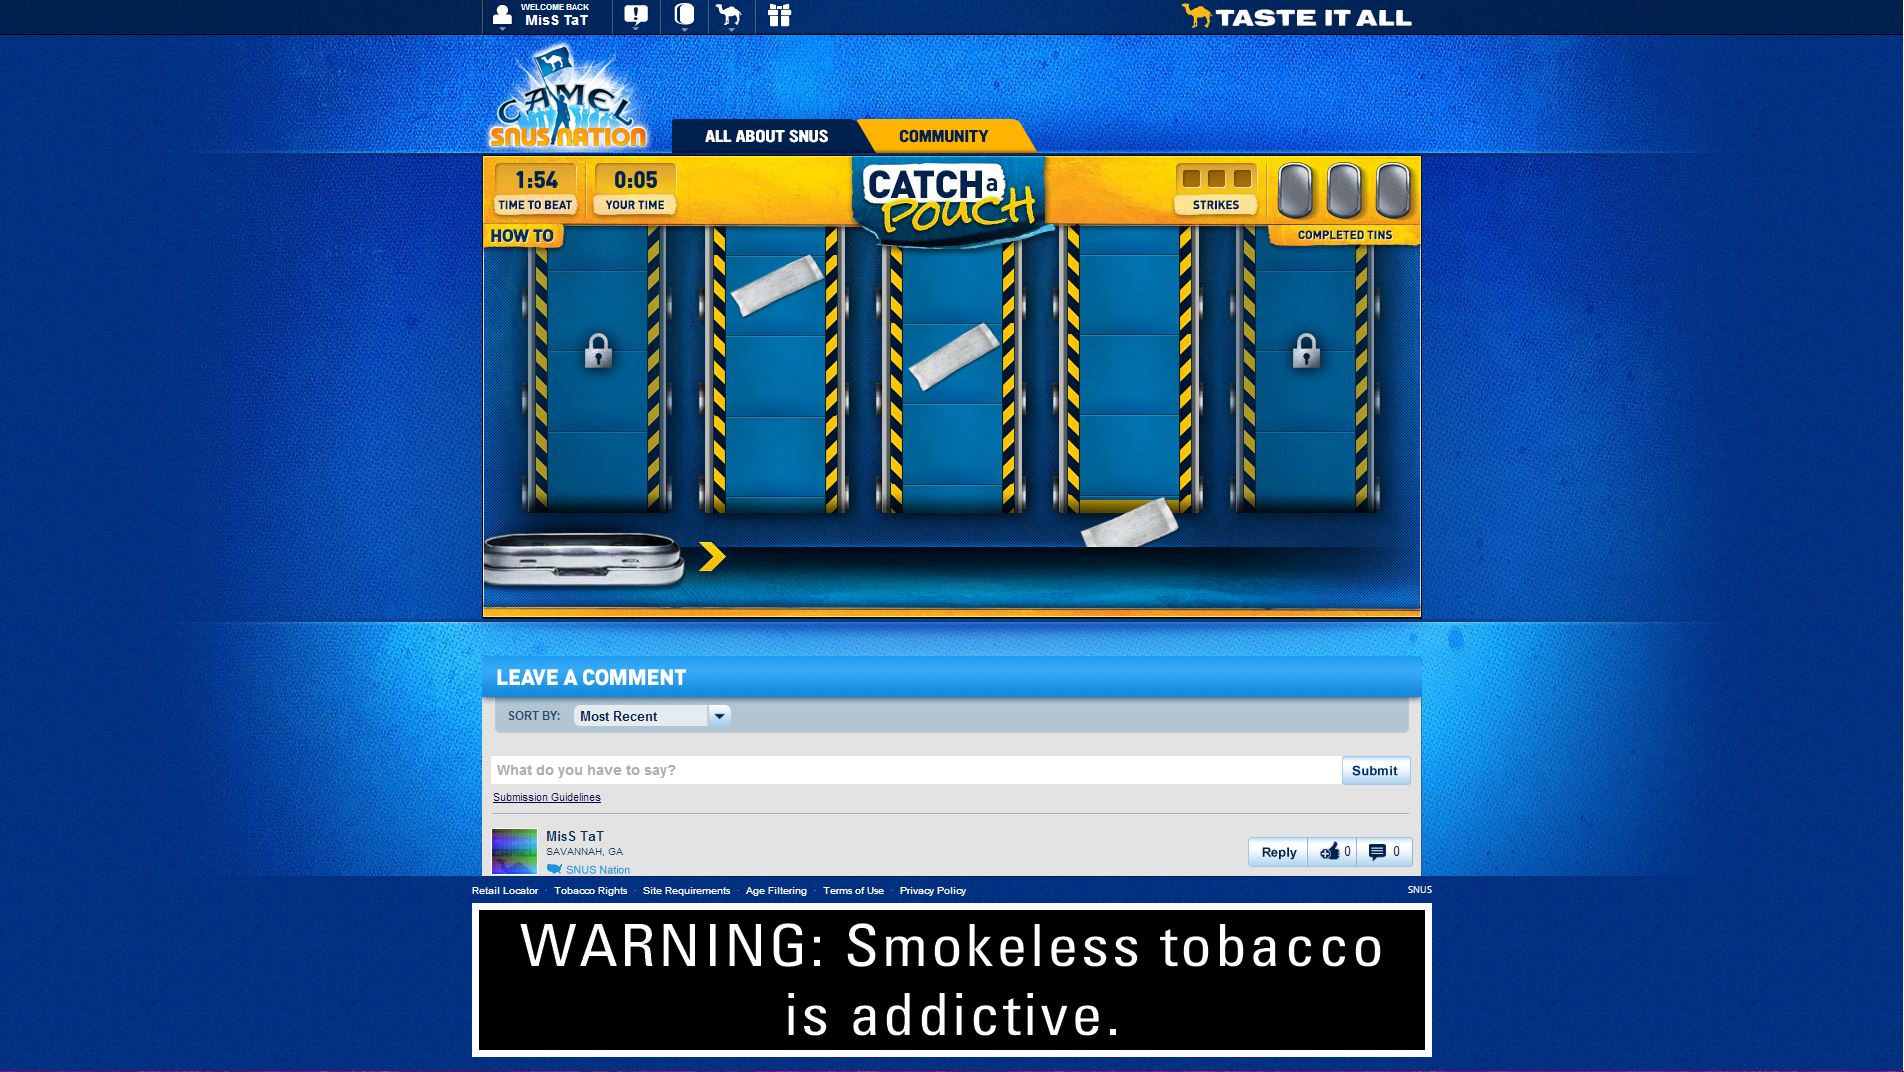 WELCOME BACK
MisS TaT
TASTE IT ALL
CAMEL
SNUS NATION
ALL ABOUT SNUS
COMMUNITY
1:54
TIME TO BEAT
0:05
YOUR TIME
CATCH a
POUCH
STRIKES
COMPLETED TINS
HOW TO
LEAVE A COMMENT
SORT BY: Most Recent
What do you have to say?
Submit
Submission Guidelines
MisS TaT
SAVANNAH, GA
SNUS Nation
Reply 0 0
Retail Locator · Tobacco Rights · Site Requirements · Age Filtering · Terms of Use · Privacy Policy
SNUS
WARNING: Smokeless tobacco
is addictive.